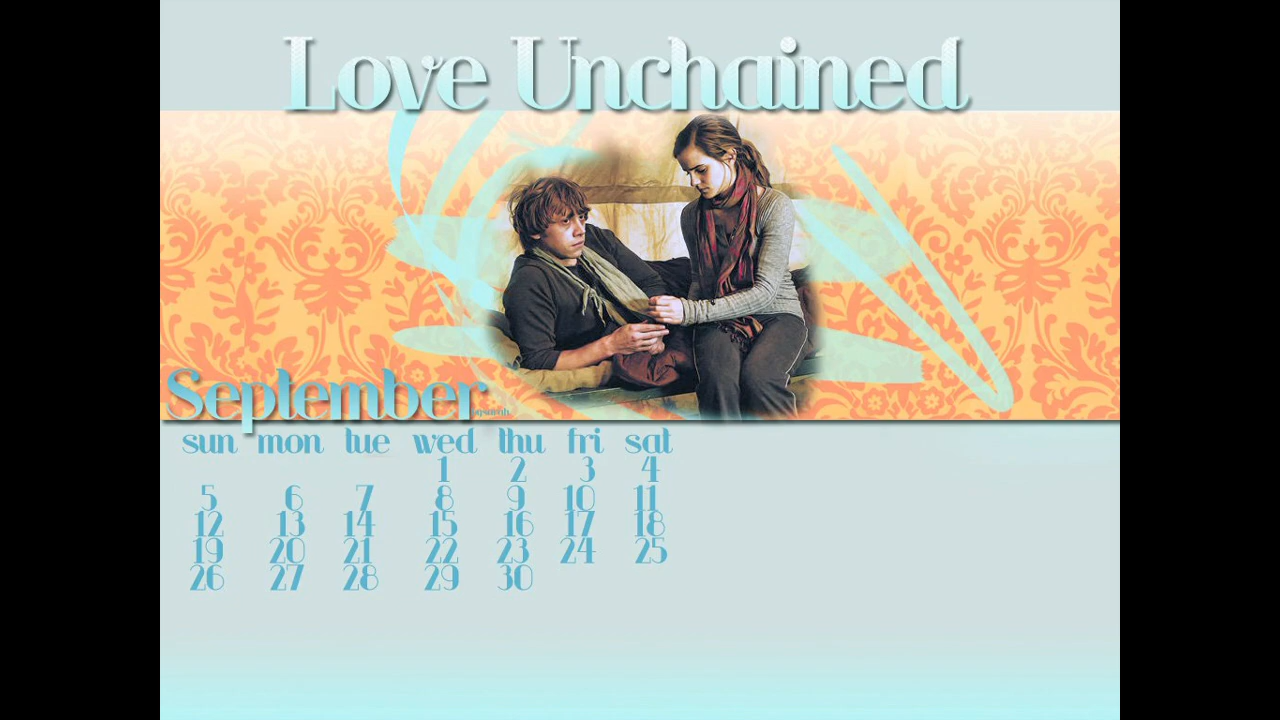 Love Unchained
September
sun mon tue wed thu fri sat
1 2 3 4
5 6 7 8 9 10 11
12 13 14 15 16 17 18
19 20 21 22 23 24 25
26 27 28 29 30